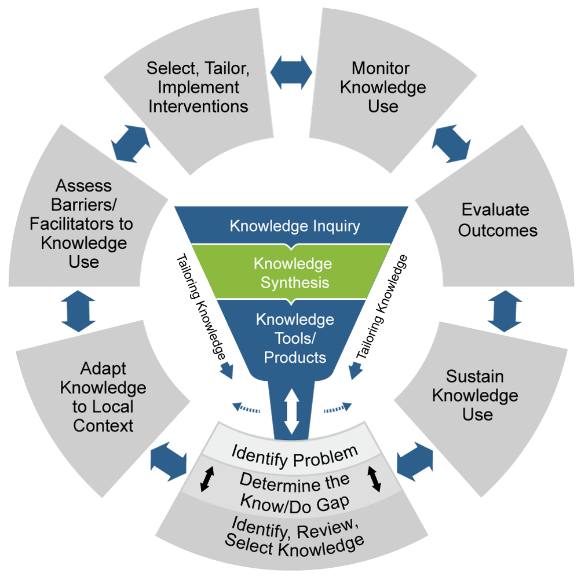 Select, Tailor,
Implement
Interventions
Monitor
Knowledge
Use
Assess
Barriers/
Facilitators to
Knowledge
Use
Evaluate
Outcomes
Knowledge Inquiry
Knowledge
Synthesis
Knowledge
Tools/
Products
Tailoring Knowledge
Tailoring Knowledge
Adapt
Knowledge
to Local
Context
Sustain
Knowledge
Use
Identify Problem
Determine the
Know/Do Gap
Identify, Review,
Select Knowledge